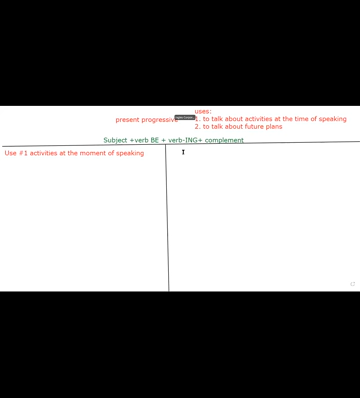 uses:
present progressive 1. to talk about activities at the time of speaking
2. to talk about future plans
Subject +verb BE + verb-ING+ complement
Use #1 activities at the moment of speaking